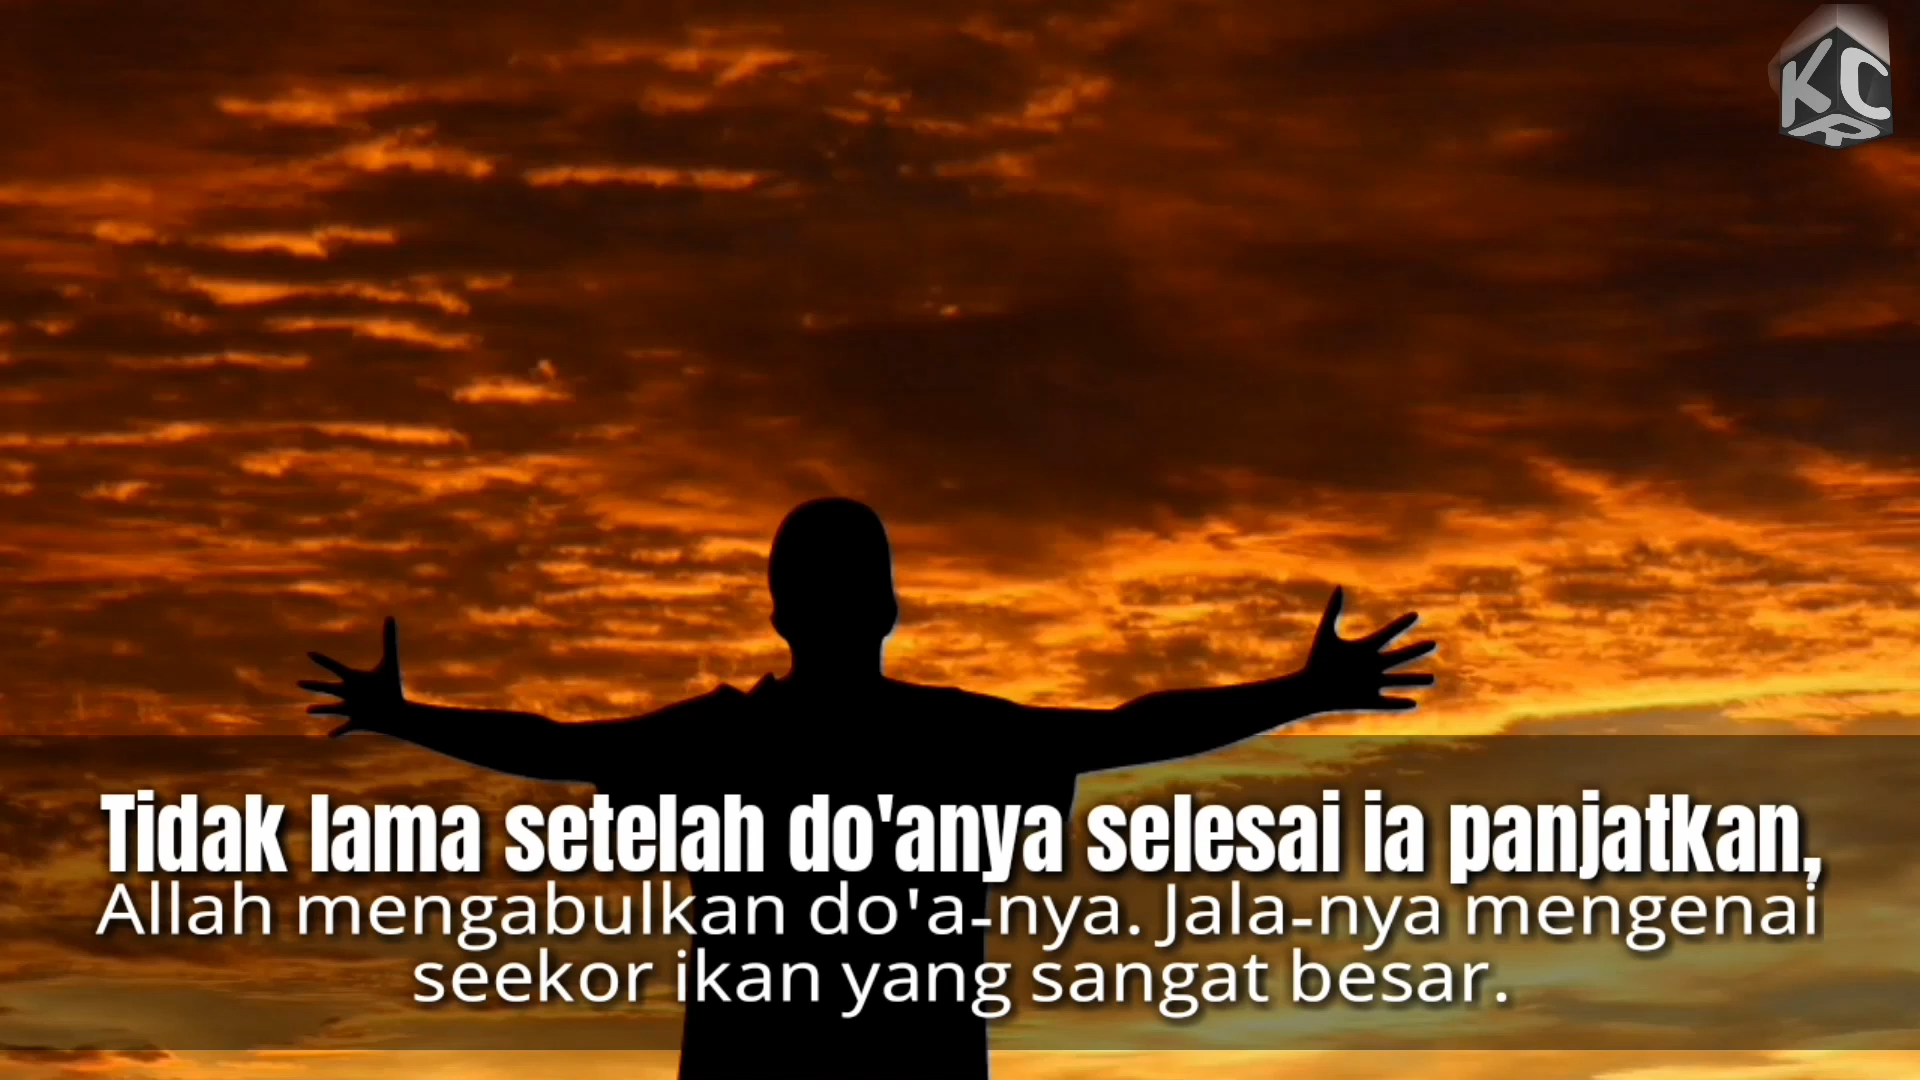 KCR
Tidak lama setelah do'anya selesai ia panjatkan,
Allah mengabulkan do'a-nya. Jala-nya mengenai
seekor ikan yang sangat besar.